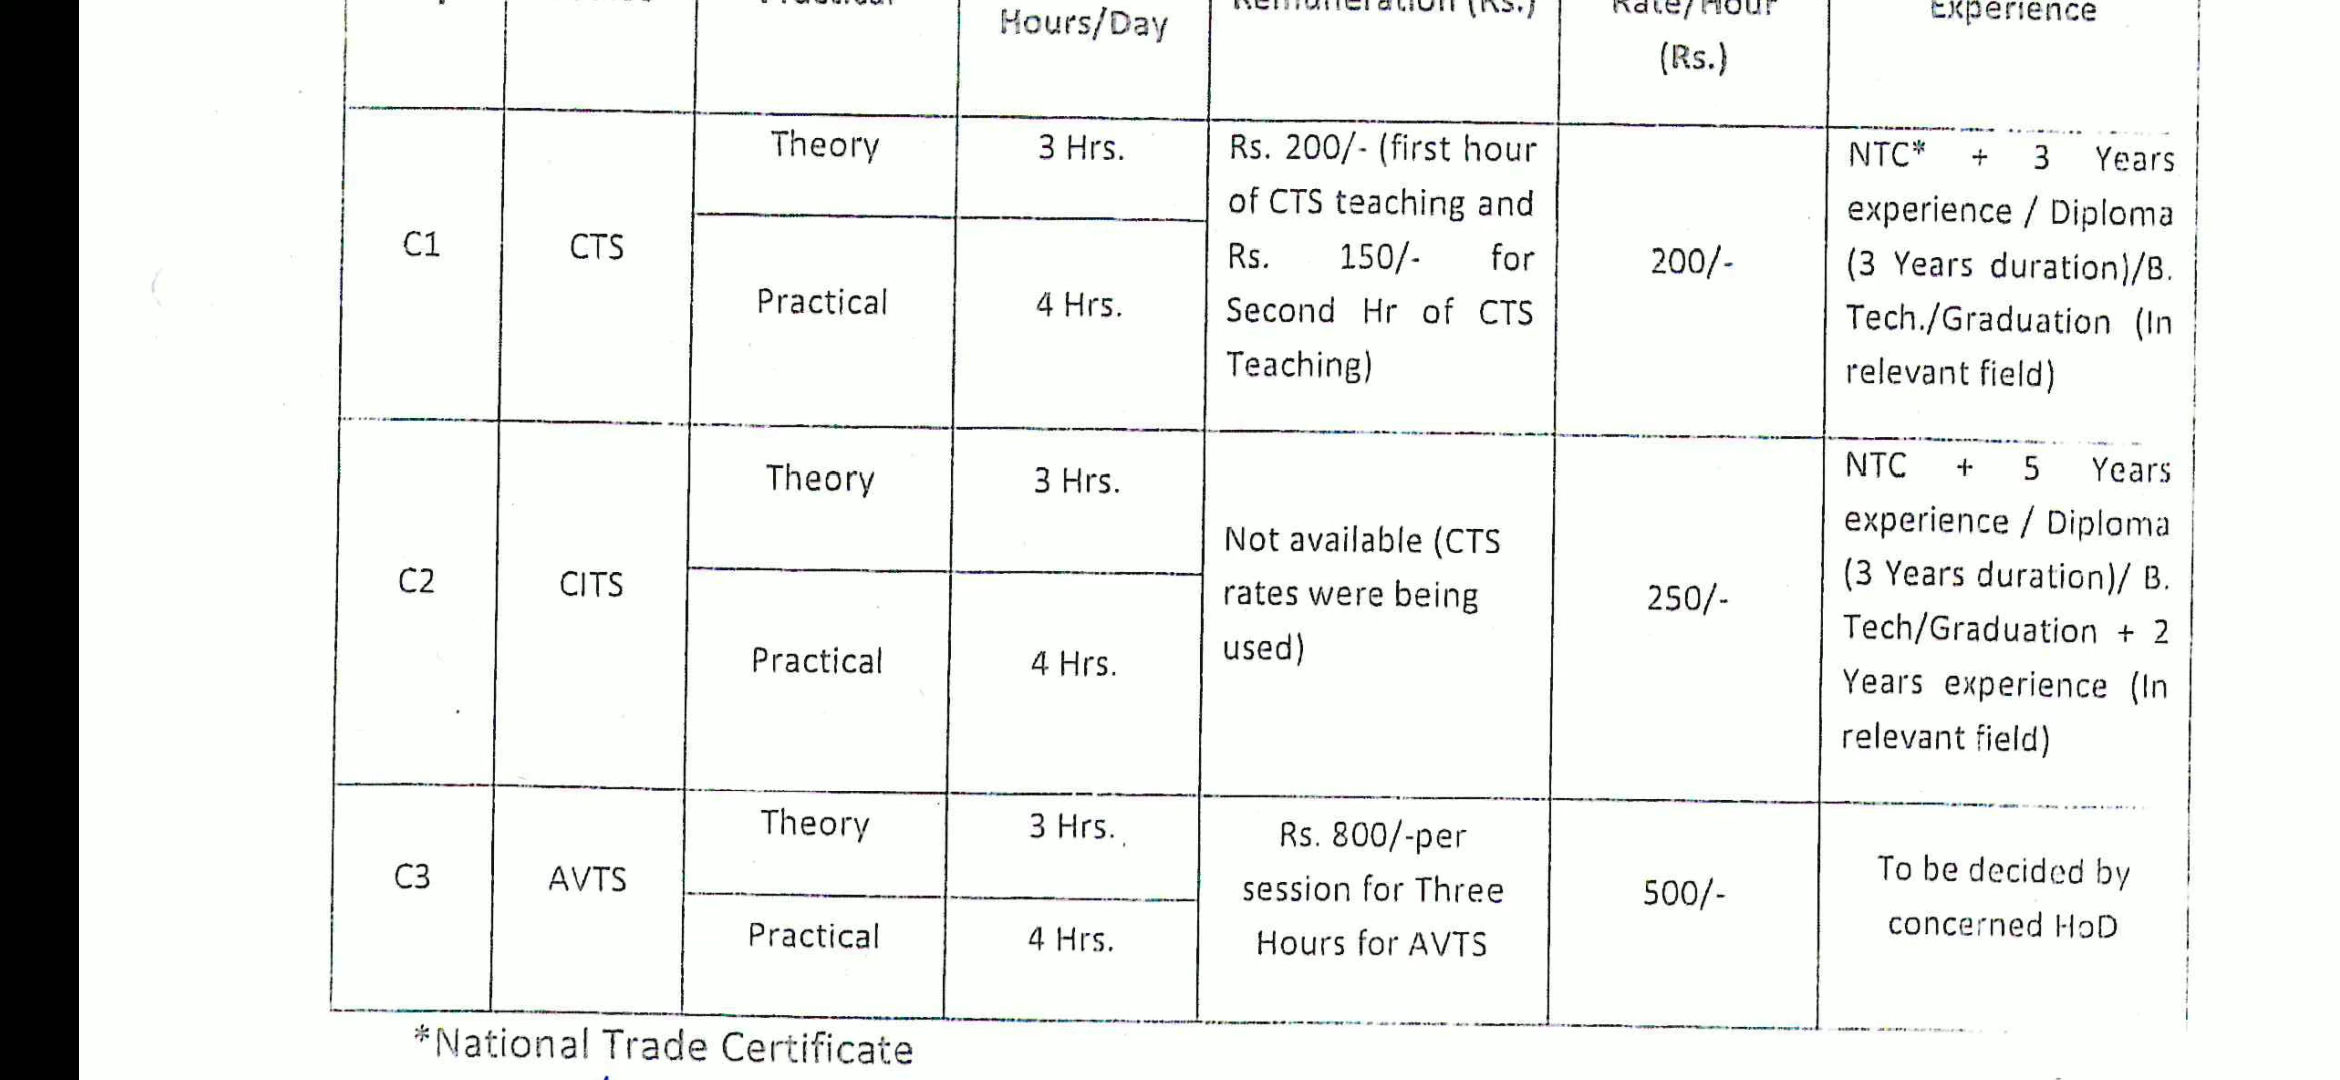 Hours/Day
Remuneration (Rs.)
Rate/Hour
(Rs.)
Experience
C1
CTS
Theory
3 Hrs.
Practical
4 Hrs.
Rs. 200/- (first hour
of CTS teaching and
Rs. 150/- for
Second Hr of CTS
Teaching)
200/-
NTC* + 3 Years
experience / Diploma
(3 Years duration)/B.
Tech./Graduation (In
relevant field)
C2
CITS
Theory
3 Hrs.
Practical
4 Hrs.
Not available (CTS
rates were being
used)
250/-
NTC + 5 Years
experience / Diploma
(3 Years duration)/ B.
Tech/Graduation + 2
Years experience (In
relevant field)
C3
AVTS
Theory
3 Hrs.
Practical
4 Hrs.
Rs. 800/-per
session for Three
Hours for AVTS
500/-
To be decided by
concerned HoD
*National Trade Certificate